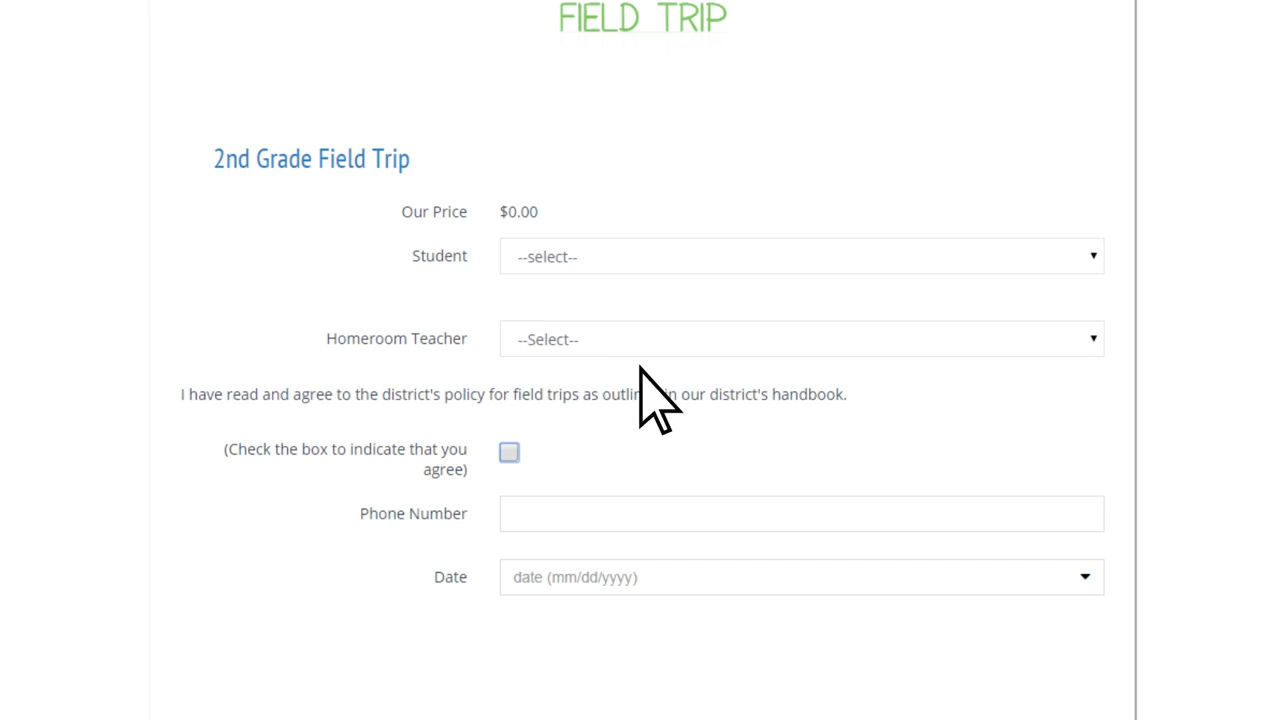 FIELD TRIP
2nd Grade Field Trip
Our Price $0.00
Student --select--
Homeroom Teacher --Select--
I have read and agree to the district's policy for field trips as outlin in our district's handbook.
(Check the box to indicate that you
agree)
Phone Number
Date date (mm/dd/yyyy)